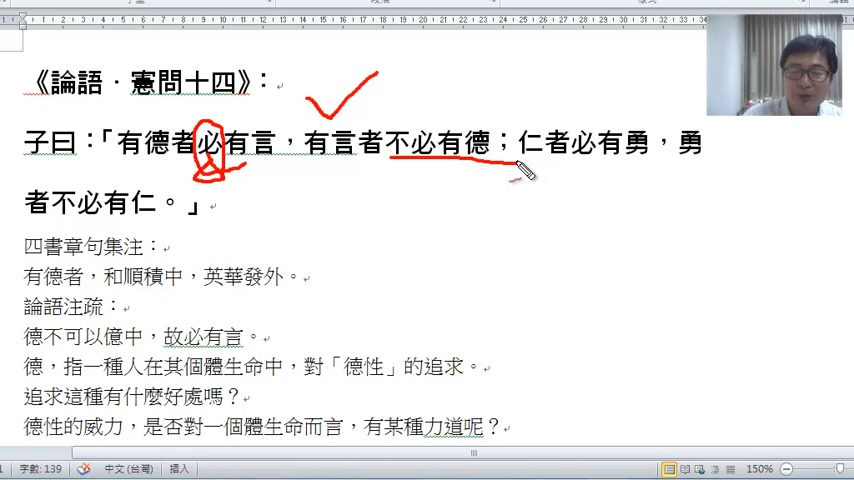 《論語．憲問十四》：
子曰：「有德者必有言，有言者不必有德；仁者必有勇，勇
者不必有仁。」
四書章句集注：
有德者，和順積中，英華發外。
論語注疏：
德不可以億中，故必有言。
德，指一種人在其個體生命中，對「德性」的追求。
追求這種有什麼好處嗎？
德性的威力，是否對一個體生命而言，有某種力道呢？
字數: 139 中文 (台灣) 插入 150%